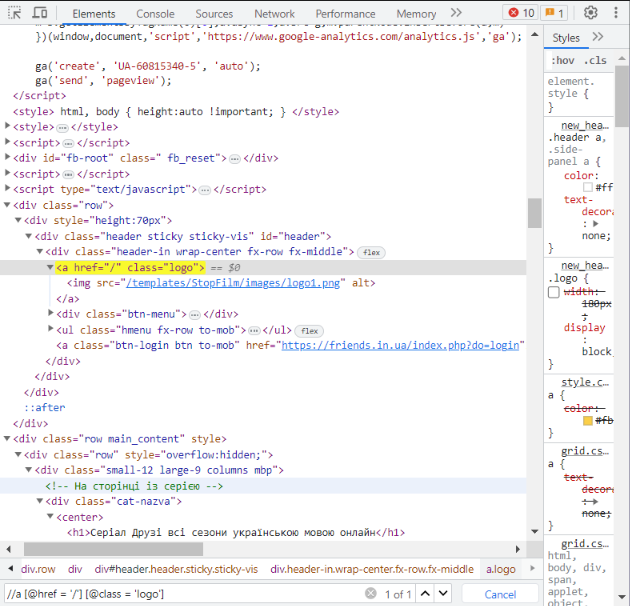 Elements Console Sources Network Performance Memory 10 1
})(window,document,'script','https://www.google-analytics.com/analytics.js','ga');
ga('create', 'UA-60815340-5', 'auto');
ga('send', 'pageview');
</script>
<style> html, body { height:auto !important; } </style>
<style>…</style>
<script>…</script>
<div id="fb-root" class=" fb_reset">…</div>
<script>…</script>
<script type="text/javascript">…</script>
<div class="row">
<div style="height:70px">
<div class="header sticky sticky-vis" id="header">
<div class="header-in wrap-center fx-row fx-middle"> flex
<a href="/" class="logo"> == $0
<img src="/templates/StopFilm/images/logo1.png" alt>
</a>
<div class="btn-menu">…</div>
<ul class="hmenu fx-row to-mob">…</ul> flex
<a class="btn-login btn to-mob" href="https://friends.in.ua/index.php?do=login"
</div>
</div>
</div>
::after
</div>
<div class="row main_content" style>
<div class="row" style="overflow:hidden;">
<div class="small-12 large-9 columns mbp">
<!-- На сторінці із серією -->
<div class="cat-nazva">
<center>
<h1>Серіал Друзі всі сезони українською мовою онлайн</h1>
div.row div div#header.header.sticky.sticky-vis div.header-in.wrap-center.fx-row.fx-middle a.logo
//a [@href = '/'] [@class = 'logo'] 1 of 1 Cancel
Styles
:hov .cls
element.
style {
}
new_hea…
.header a,
.side-
panel a {
color:
#ff
text-
decora
:
none;
}
new_hea…
.logo {
width:
180px
;
display
:
block
}
style.c…
a {
color:
#fb
}
grid.cs…
a {
text-
decora
:
none;
}
grid.cs…
html,
body, div,
span,
applet,
object,